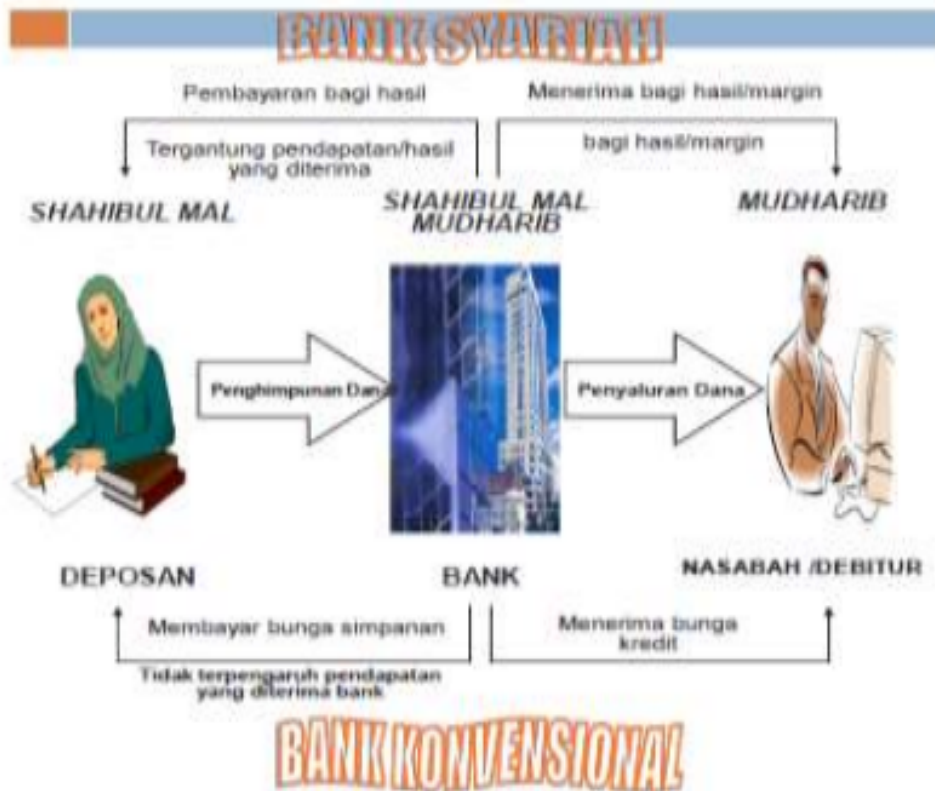 BANK SYARIAH
Pembayaran bagi hasil
Menerima bagi hasil/margin
Tergantung pendapatan/hasil
yang diterima
bagi hasil/margin
SHAHIBUL MAL
SHAHIBUL MAL
MUDHARIB
MUDHARIB
Penghimpunan Dana
Penyaluran Dana
DEPOSAN
BANK
NASABAH /DEBITUR
Membayar bunga simpanan
Menerima bunga
kredit
Tidak terpengaruh pendapatan
yang diterima bank
BANK KONVENSIONAL